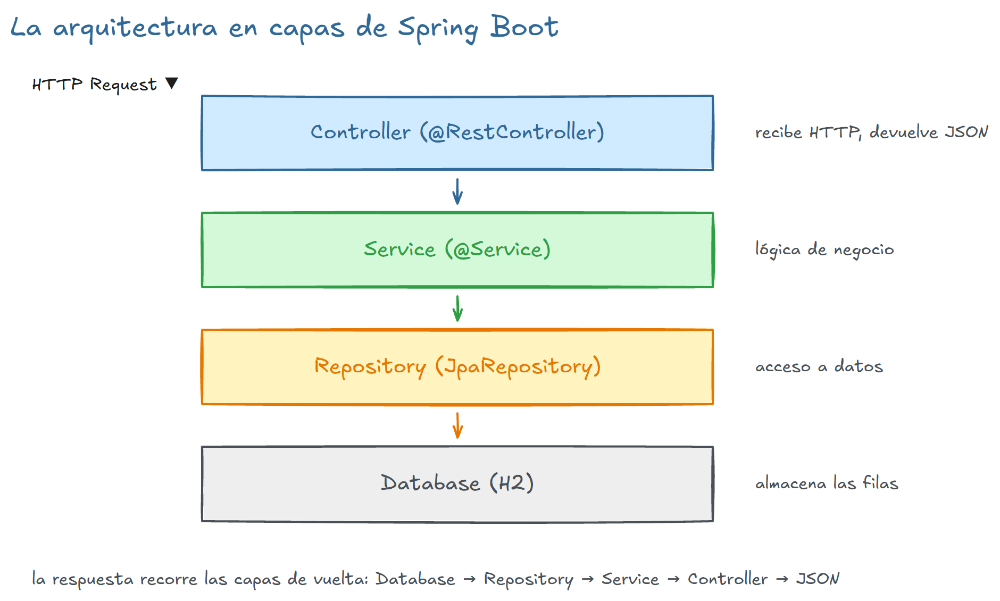 La arquitectura en capas de Spring Boot
HTTP Request ▼
Controller (@RestController)
recibe HTTP, devuelve JSON
Service (@Service)
lógica de negocio
Repository (JpaRepository)
acceso a datos
Database (H2)
almacena las filas
la respuesta recorre las capas de vuelta: Database → Repository → Service → Controller → JSON